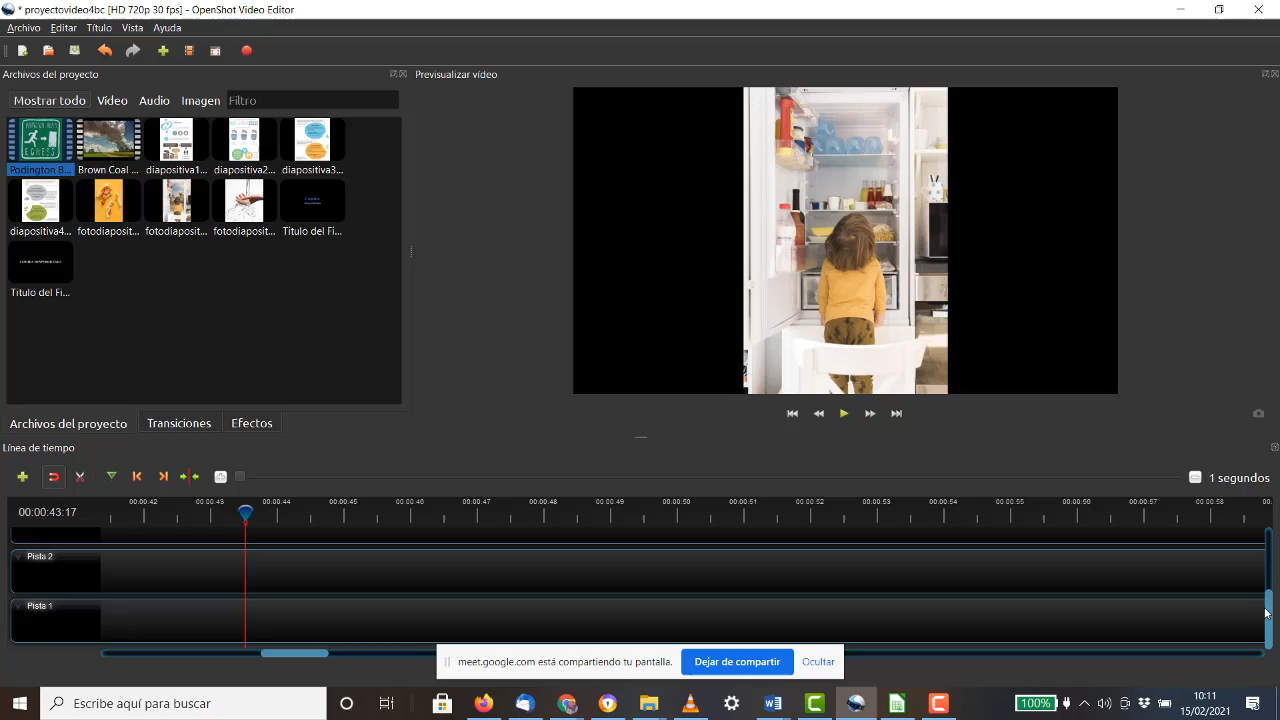 * proyectovideo4bc [HD 720p 30 fps] - OpenShot Video Editor
Archivo Editar Título Vista Ayuda
Archivos del proyecto
Previsualizar vídeo
Mostrar todo Vídeo Audio Imagen Filtro
Podington B... Brown Coal ... diapositiva1... diapositiva2... diapositiva3...
diapositiva4... fotodiaposit... fotodiaposit... fotodiaposit... Titulo del Fi...
Titulo del Fi...
Archivos del proyecto Transiciones Efectos
Línea de tiempo
1 segundos
00:00:43:17
00:00:42 00:00:43 00:00:44 00:00:45 00:00:46 00:00:47 00:00:48 00:00:49 00:00:50 00:00:51 00:00:52 00:00:53 00:00:54 00:00:55 00:00:56 00:00:57 00:00:58 00:
Pista 2
Pista 1
meet.google.com está compartiendo tu pantalla. Dejar de compartir Ocultar
Escribe aquí para buscar
100%
10:11
15/02/2021